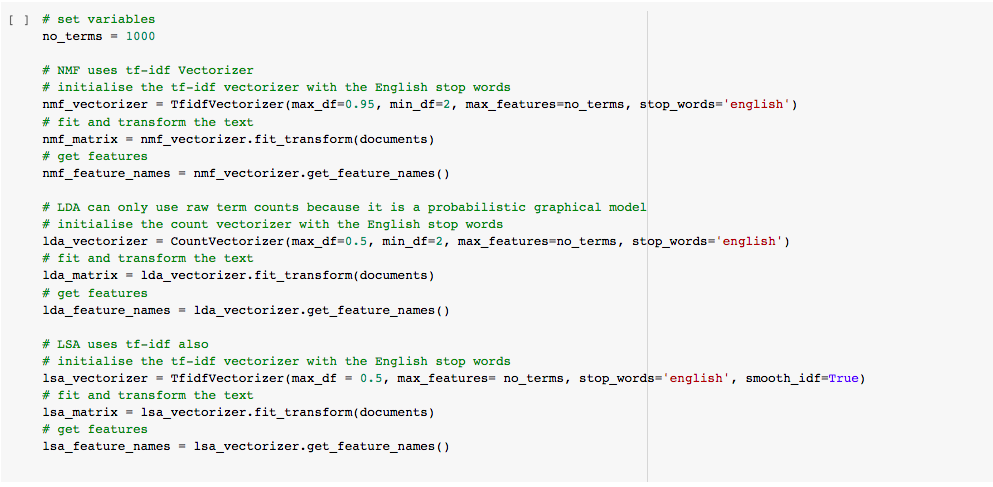 [ ] # set variables
no_terms = 1000
# NMF uses tf-idf Vectorizer
# initialise the tf-idf vectorizer with the English stop words
nmf_vectorizer = TfidfVectorizer(max_df=0.95, min_df=2, max_features=no_terms, stop_words='english')
# fit and transform the text
nmf_matrix = nmf_vectorizer.fit_transform(documents)
# get features
nmf_feature_names = nmf_vectorizer.get_feature_names()
# LDA can only use raw term counts because it is a probabilistic graphical model
# initialise the count vectorizer with the English stop words
lda_vectorizer = CountVectorizer(max_df=0.5, min_df=2, max_features=no_terms, stop_words='english')
# fit and transform the text
lda_matrix = lda_vectorizer.fit_transform(documents)
# get features
lda_feature_names = lda_vectorizer.get_feature_names()
# LSA uses tf-idf also
# initialise the tf-idf vectorizer with the English stop words
lsa_vectorizer = TfidfVectorizer(max_df = 0.5, max_features= no_terms, stop_words='english', smooth_idf=True)
# fit and transform the text
lsa_matrix = lsa_vectorizer.fit_transform(documents)
# get features
lsa_feature_names = lsa_vectorizer.get_feature_names()